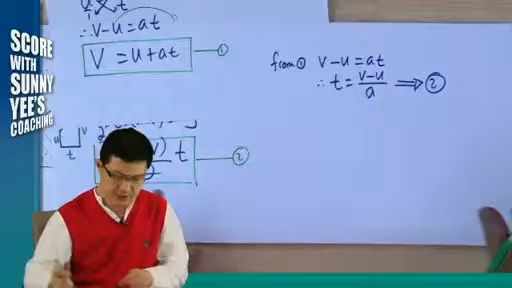 SCORE
WITH
SUNNY
YEE'S
COACHING
∴ v-u = at
v = u + at ①
from ① v-u = at
∴ t = (v-u)/a ⟹ ②
t ②
u v
t